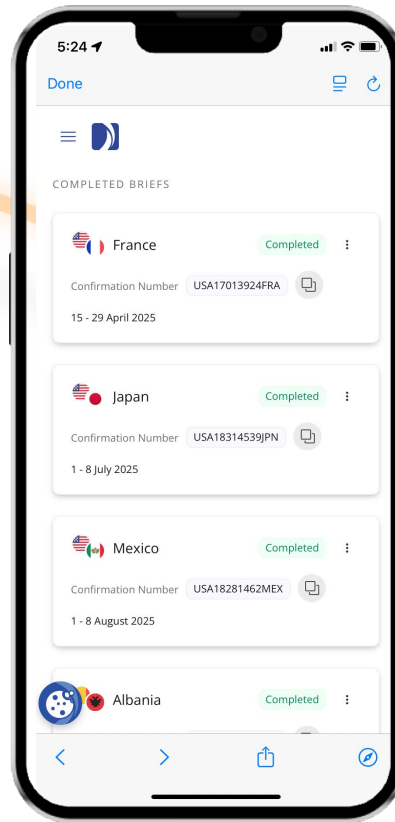 5:24
Done
COMPLETED BRIEFS
France Completed
Confirmation Number USA17013924FRA
15 - 29 April 2025
Japan Completed
Confirmation Number USA18314539JPN
1 - 8 July 2025
Mexico Completed
Confirmation Number USA18281462MEX
1 - 8 August 2025
Albania Completed